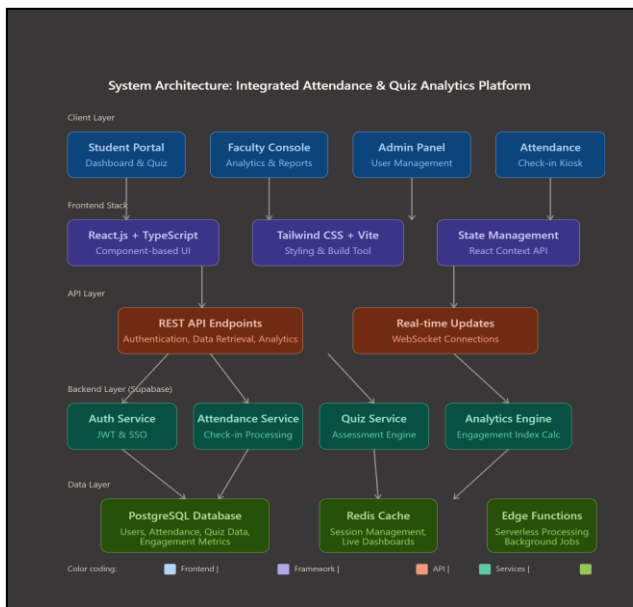 System Architecture: Integrated Attendance & Quiz Analytics Platform
Client Layer
Student Portal
Dashboard & Quiz
Faculty Console
Analytics & Reports
Admin Panel
User Management
Attendance
Check-in Kiosk
Frontend Stack
React.js + TypeScript
Component-based UI
Tailwind CSS + Vite
Styling & Build Tool
State Management
React Context API
API Layer
REST API Endpoints
Authentication, Data Retrieval, Analytics
Real-time Updates
WebSocket Connections
Backend Layer (Supabase)
Auth Service
JWT & SSO
Attendance Service
Check-in Processing
Quiz Service
Assessment Engine
Analytics Engine
Engagement Index Calc
Data Layer
PostgreSQL Database
Users, Attendance, Quiz Data,
Engagement Metrics
Redis Cache
Session Management,
Live Dashboards
Edge Functions
Serverless Processing
Background Jobs
Color coding:
Frontend |
Framework |
API |
Services |